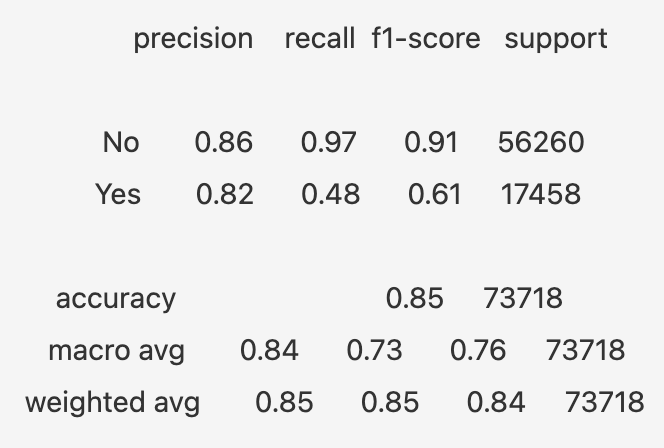 precision recall f1-score support
No 0.86 0.97 0.91 56260
Yes 0.82 0.48 0.61 17458
accuracy 0.85 73718
macro avg 0.84 0.73 0.76 73718
weighted avg 0.85 0.85 0.84 73718